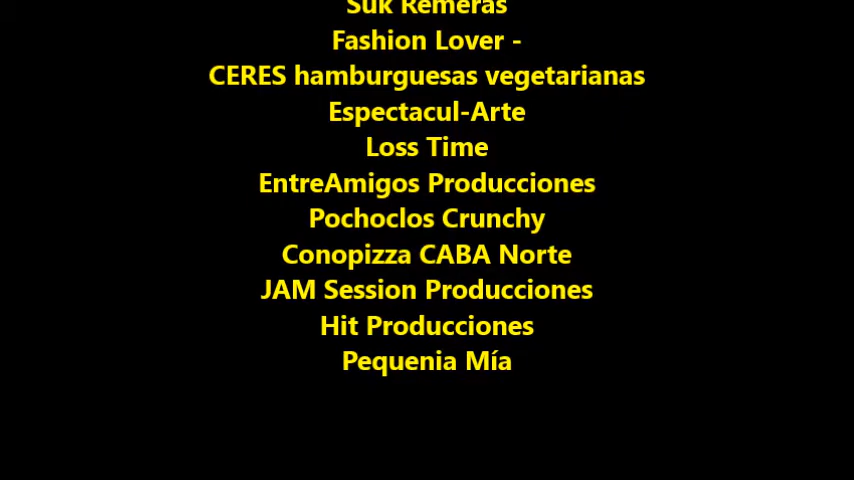 Suk Remeras
Fashion Lover -
CERES hamburguesas vegetarianas
Espectacul-Arte
Loss Time
EntreAmigos Producciones
Pochoclos Crunchy
Conopizza CABA Norte
JAM Session Producciones
Hit Producciones
Pequenia Mía